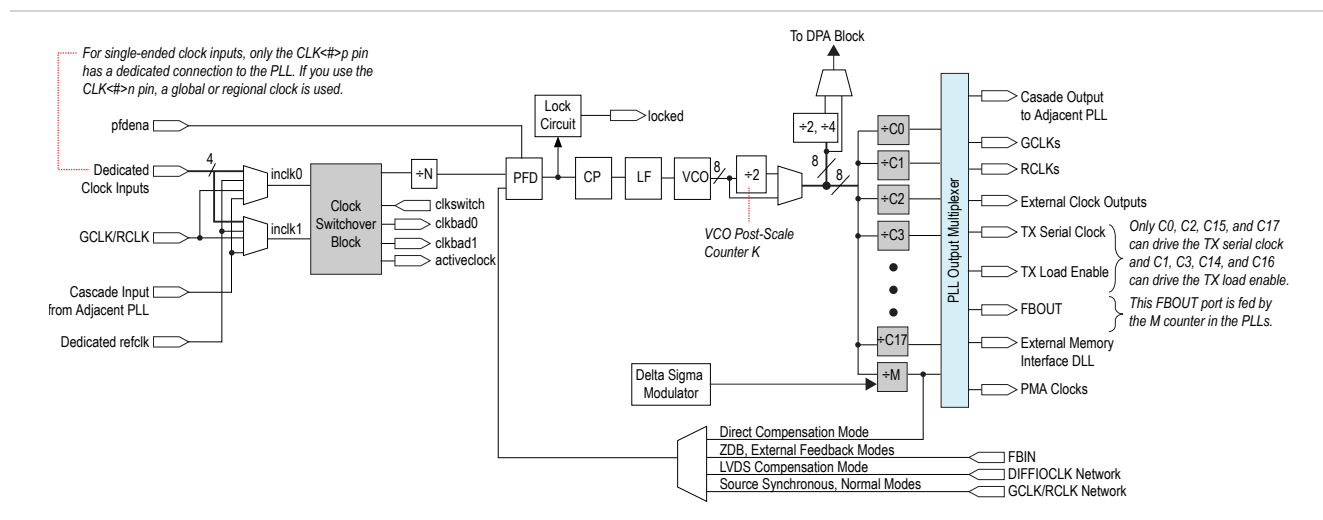 To DPA Block
For single-ended clock inputs, only the CLK<#>p pin
has a dedicated connection to the PLL. If you use the
CLK<#>n pin, a global or regional clock is used.
Lock
Circuit
locked
pfdena
÷2, ÷4
÷C0
Casade Output
to Adjacent PLL
4
Dedicated
Clock Inputs
inclk0
÷N
PFD
CP
LF
VCO
8
÷2
8
8
÷C1
GCLKs
RCLKs
Clock
Switchover
Block
clkswitch
clkbad0
clkbad1
activeclock
÷C2
External Clock Outputs
GCLK/RCLK
inclk1
VCO Post-Scale
Counter K
÷C3
PLL Output Multiplexer
TX Serial Clock
TX Load Enable
Only C0, C2, C15, and C17
can drive the TX serial clock
and C1, C3, C14, and C16
can drive the TX load enable.
Cascade Input
from Adjacent PLL
FBOUT
This FBOUT port is fed by
the M counter in the PLLs.
Dedicated refclk
÷C17
External Memory
Interface DLL
Delta Sigma
Modulator
÷M
PMA Clocks
Direct Compensation Mode
ZDB, External Feedback Modes
FBIN
LVDS Compensation Mode
DIFFIOCLK Network
Source Synchronous, Normal Modes
GCLK/RCLK Network